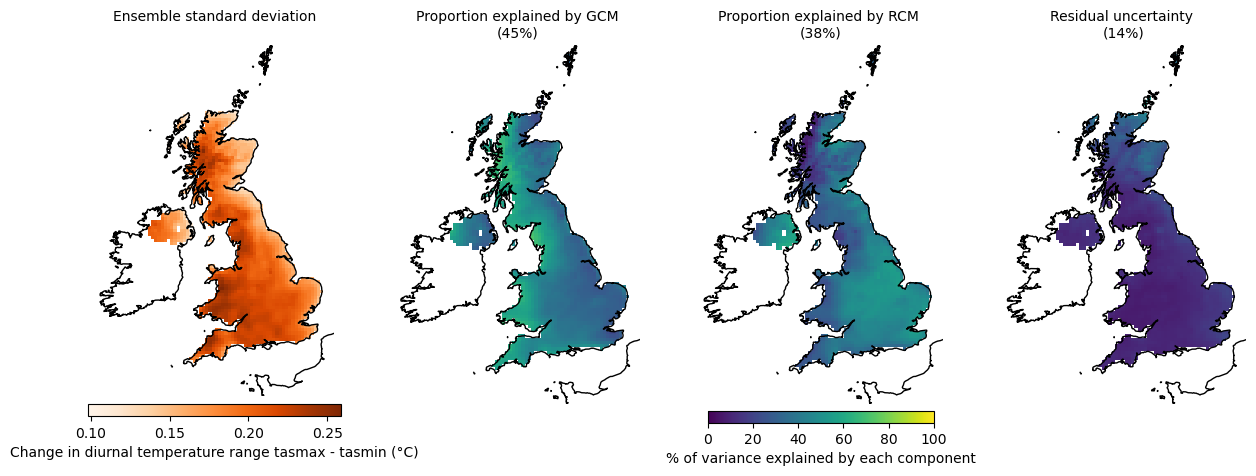 Ensemble standard deviation
Proportion explained by GCM
(45%)
Proportion explained by RCM
(38%)
Residual uncertainty
(14%)
0.10 0.15 0.20 0.25
Change in diurnal temperature range tasmax - tasmin (°C)
0 20 40 60 80 100
% of variance explained by each component